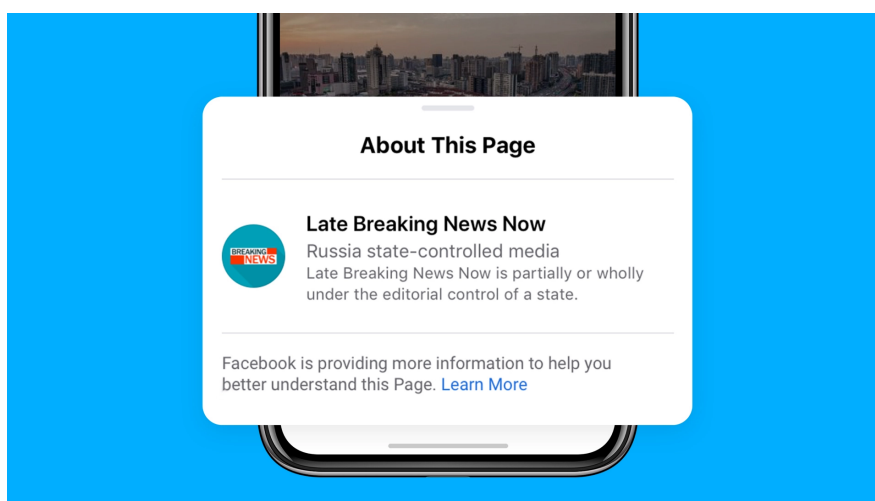 About This Page
BREAKING
NEWS
Late Breaking News Now
Russia state-controlled media
Late Breaking News Now is partially or wholly
under the editorial control of a state.
Facebook is providing more information to help you
better understand this Page. Learn More